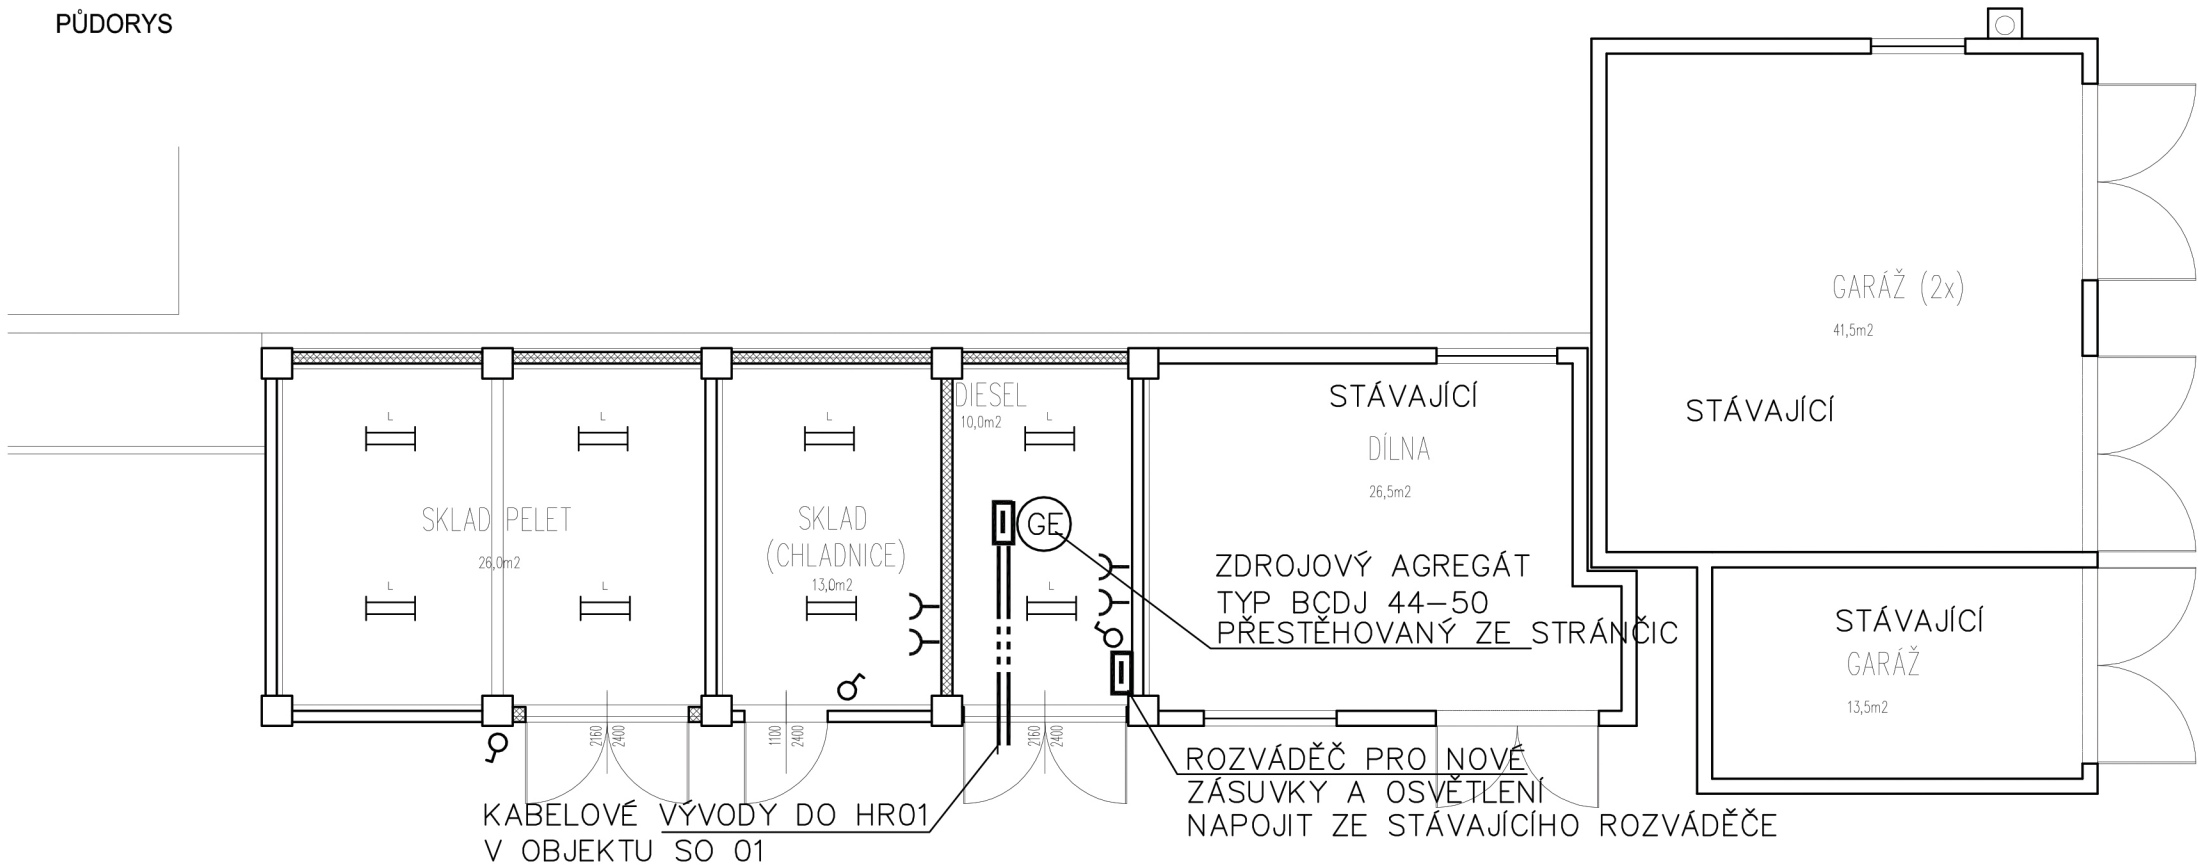 PŮDORYS
GARÁŽ (2x)
41,5m2
STÁVAJÍCÍ
STÁVAJÍCÍ
DÍLNA
26,5m2
DIESEL
10,0m2
L
L
L
L
SKLAD PELET
26,0m2
SKLAD
(CHLADNICE)
13,0m2
GE
L
L
L
L
ZDROJOVÝ AGREGÁT
TYP BCDJ 44-50
PŘESTĚHOVANÝ ZE STRÁNČIC
STÁVAJÍCÍ
GARÁŽ
13,5m2
2160
2400
1100
2400
2160
2400
ROZVÁDĚČ PRO NOVÉ
ZÁSUVKY A OSVĚTLENÍ
NAPOJIT ZE STÁVAJÍCÍHO ROZVÁDĚČE
KABELOVÉ VÝVODY DO HR01
V OBJEKTU SO 01